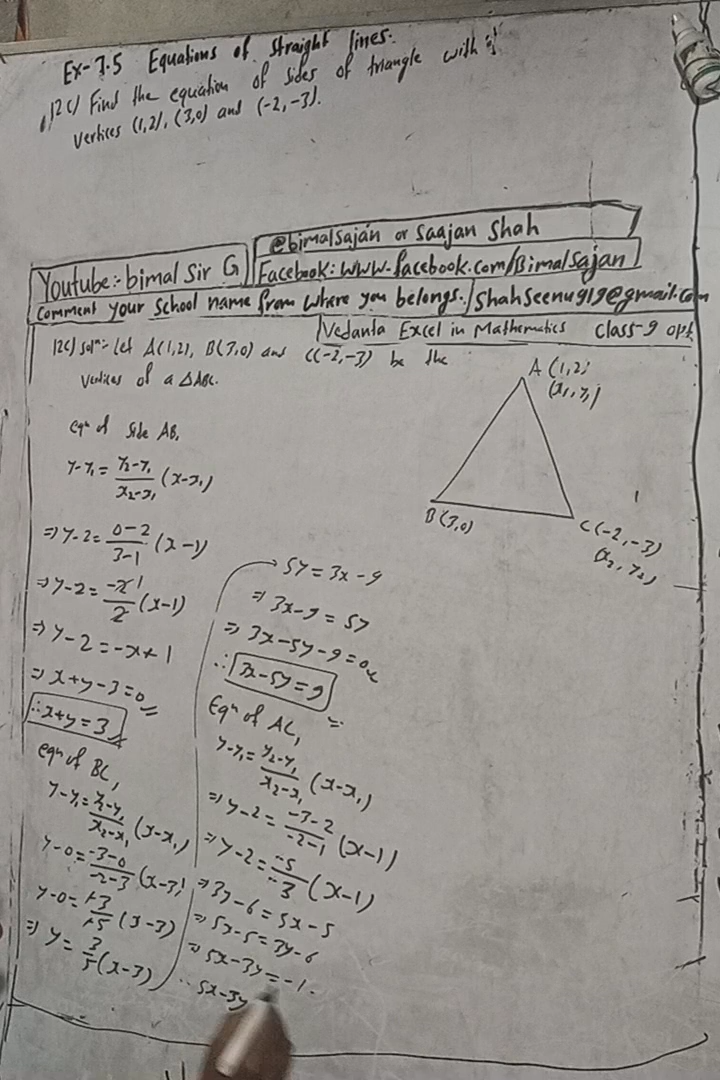 Ex-7.5 Equations of straight lines.
12c) Find the equation of sides of triangle with
vertices (1,2), (3,0) and (-2,-3).
@bimalsajan or Saajan Shah
Youtube:- bimal Sir G
Facebook: www.facebook.com/Bimalsajan
Comment your School name from where you belongs.
shahseenu919@gmail.com
Vedanta Excel in Mathematics Class-9 opt
12c) solⁿ:- Let A(1,2), B(3,0) and C(-2,-3) be the
vertices of a △ABC.
A (1,2)
(x₁, y₁)
B(3,0)
C(-2,-3)
(x₂, y₂)
eqⁿ of side AB,
y-y₁ = y₂-y₁/x₂-x₁ (x-x₁)
⇒ y-2 = 0-2/3-1 (x-1)
⇒ y-2 = -2/2 (x-1)
⇒ y-2 = -x+1
⇒ x+y-3=0
∴ x+y=3
eqⁿ of BC,
y-y₁ = y₂-y₁/x₂-x₁ (x-x₁)
y-0 = -3-0/-2-3 (x-3)
y-0 = -3/-5 (x-3)
⇒ y = 3/5 (x-3)
5y = 3x-9
⇒ 3x-9 = 5y
⇒ 3x-5y-9=0
∴ 3x-5y=9
Eqⁿ of AC,
y-y₁ = y₂-y₁/x₂-x₁ (x-x₁)
⇒ y-2 = -3-2/-2-1 (x-1)
⇒ y-2 = -5/-3 (x-1)
⇒ 3y-6 = 5x-5
⇒ 5x-5 = 3y-6
⇒ 5x-3y = -1.
∴ 5x-3y